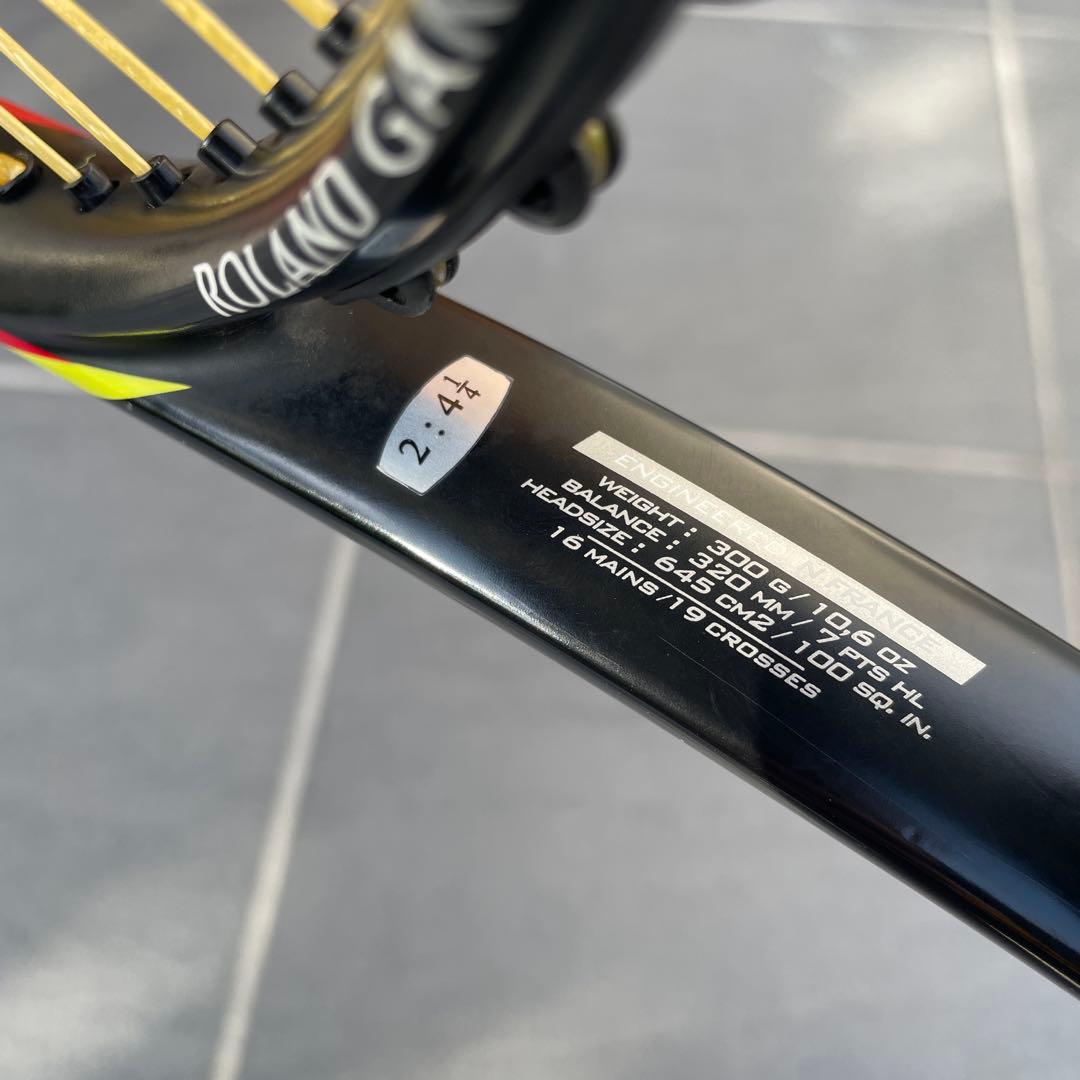 ROLAND GA
2 : 4 1/4
ENGINEERED IN FRANCE
WEIGHT : 300 G / 10,6 OZ
BALANCE : 320 MM / 7 PTS HL
HEADSIZE : 645 CM2 / 100 SQ. IN.
16 MAINS /19 CROSSES